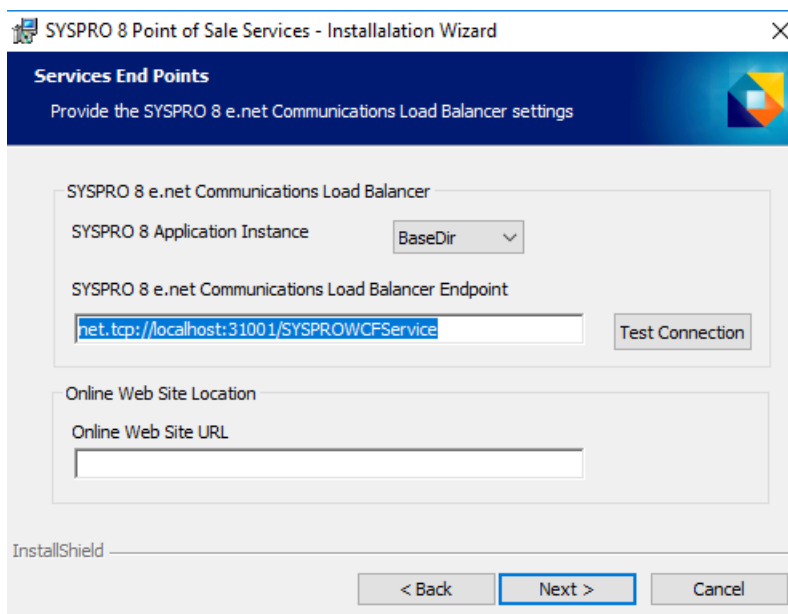 SYSPRO 8 Point of Sale Services - Installalation Wizard
Services End Points
Provide the SYSPRO 8 e.net Communications Load Balancer settings
SYSPRO 8 e.net Communications Load Balancer
SYSPRO 8 Application Instance
BaseDir
SYSPRO 8 e.net Communications Load Balancer Endpoint
net.tcp://localhost:31001/SYSPROWCFService
Test Connection
Online Web Site Location
Online Web Site URL
InstallShield
< Back
Next >
Cancel